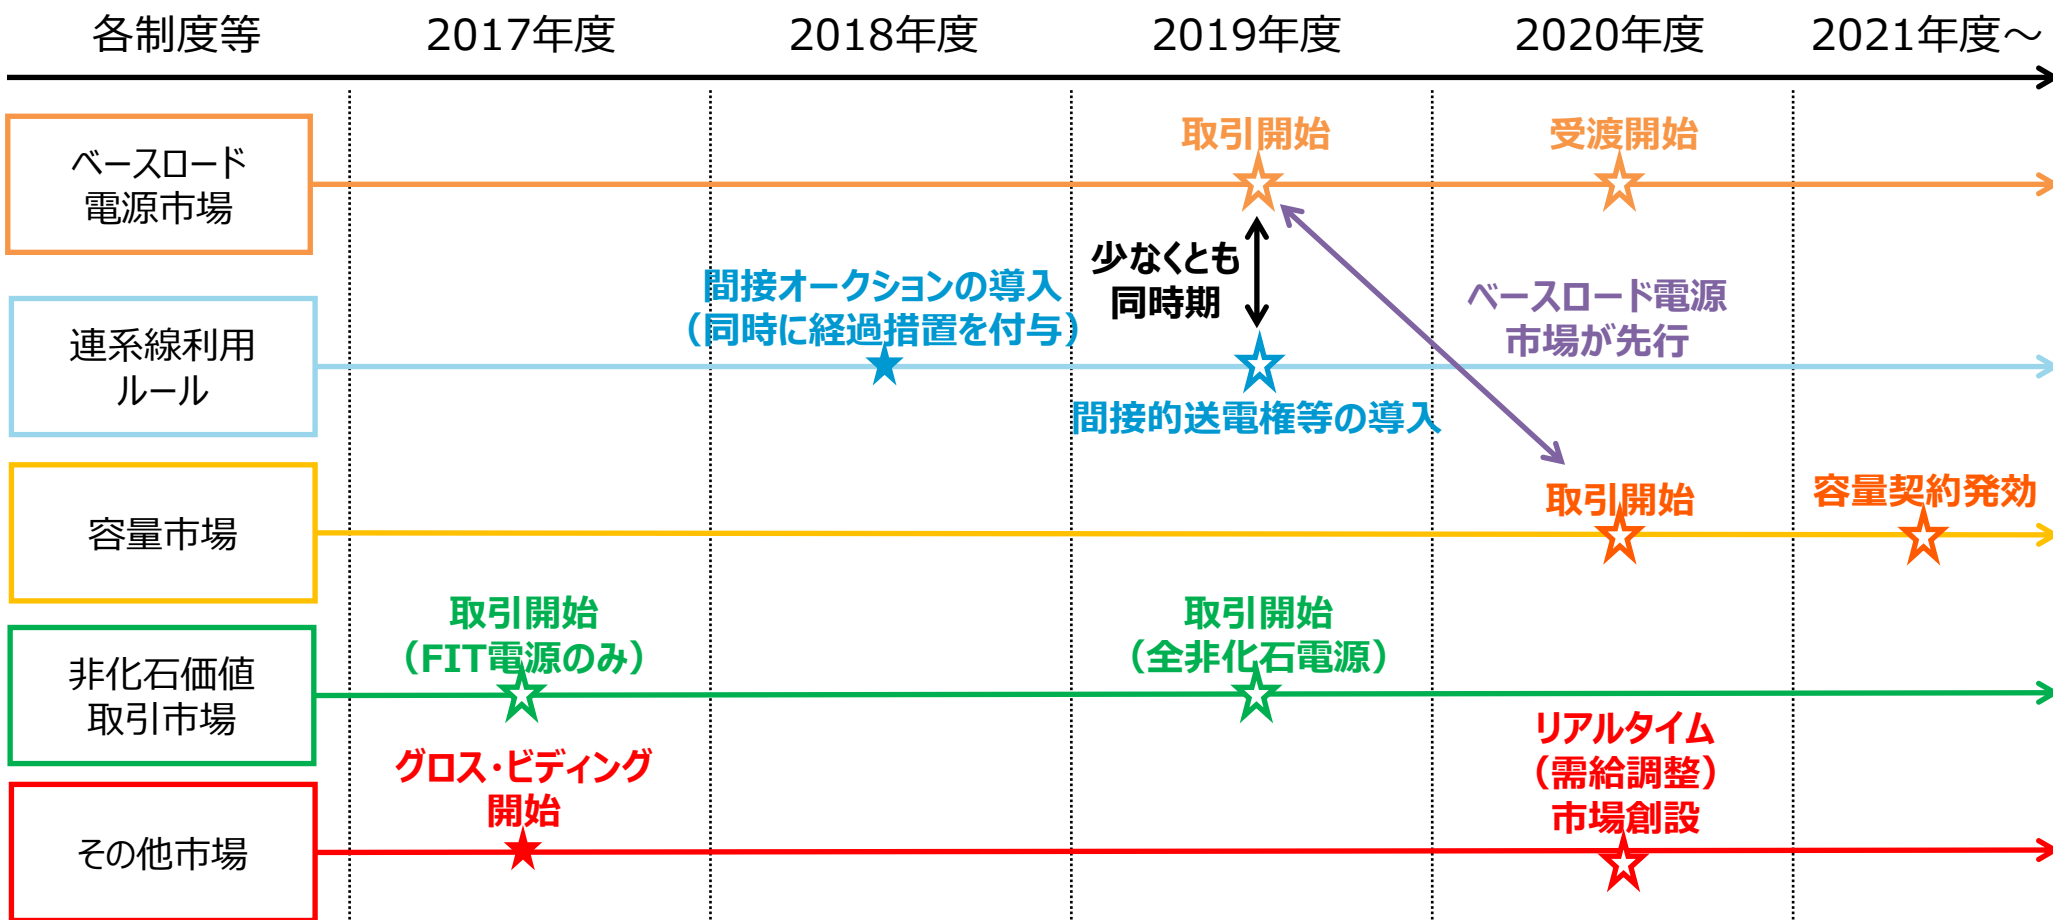 各制度等
2017年度
2018年度
2019年度
2020年度
2021年度～
ベースロード
電源市場
取引開始
受渡開始
少なくとも
同時期
ベースロード電源
市場が先行
連系線利用
ルール
間接オークションの導入
（同時に経過措置を付与）
間接的送電権等の導入
容量市場
取引開始
容量契約発効
非化石価値
取引市場
取引開始
（FIT電源のみ）
取引開始
（全非化石電源）
その他市場
グロス・ビディング
開始
リアルタイム
（需給調整）
市場創設